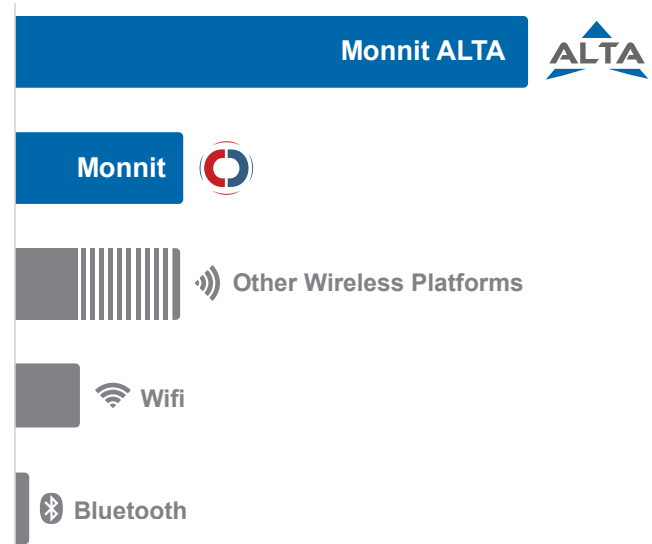 Monnit ALTA
ALTA
Monnit
Other Wireless Platforms
Wifi
Bluetooth